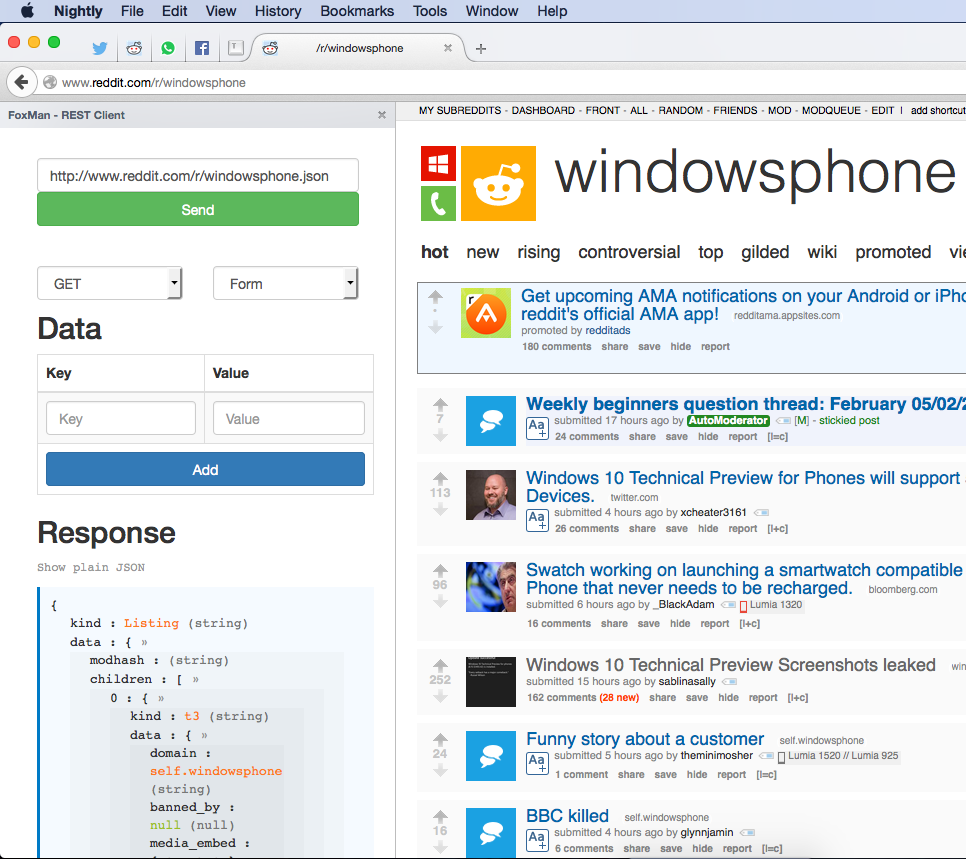 Nightly File Edit View History Bookmarks Tools Window Help
/r/windowsphone
www.reddit.com/r/windowsphone
FoxMan - REST Client
http://www.reddit.com/r/windowsphone.json
Send
GET Form
Data
Key Value
Key Value
Add
Response
Show plain JSON
{
kind : Listing (string)
data : { »
modhash : (string)
children : [ »
0 : { »
kind : t3 (string)
data : { »
domain :
self.windowsphone
(string)
banned_by :
null (null)
media_embed :
MY SUBREDDITS - DASHBOARD - FRONT - ALL - RANDOM - FRIENDS - MOD - MODQUEUE - EDIT | add shortcut
windowsphone
hot new rising controversial top gilded wiki promoted
Get upcoming AMA notifications on your Android or iPho
reddit's official AMA app! redditama.appsites.com
promoted by redditads
180 comments share save hide report
7
Weekly beginners question thread: February 05/02/2
Aa+ submitted 17 hours ago by AutoModerator [M] - stickied post
24 comments share save hide report [l=c]
113
Windows 10 Technical Preview for Phones will support
Devices. twitter.com
Aa+ submitted 4 hours ago by xcheater3161
26 comments share save hide report [l+c]
96
Swatch working on launching a smartwatch compatible
Phone that never needs to be recharged. bloomberg.com
submitted 6 hours ago by _BlackAdam Lumia 1320
16 comments share save hide report [l+c]
252
Windows 10 Technical Preview Screenshots leaked win
submitted 15 hours ago by sablinasally
162 comments (28 new) share save hide report [l+c]
24
Funny story about a customer self.windowsphone
Aa+ submitted 5 hours ago by theminimosher Lumia 1520 // Lumia 925
1 comment share save hide report [l=c]
16
BBC killed self.windowsphone
Aa+ submitted 4 hours ago by glynnjamin
6 comments share save hide report [l=c]